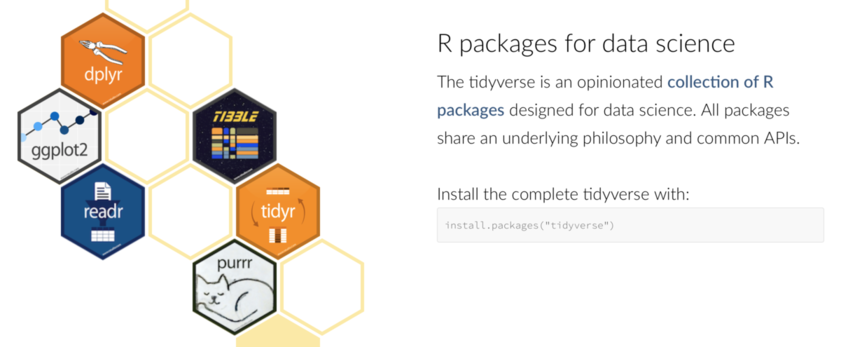 dplyr
ggplot2
TIBBLE
readr
tidyr
purrr
R packages for data science
The tidyverse is an opinionated collection of R
packages designed for data science. All packages
share an underlying philosophy and common APIs.
Install the complete tidyverse with:
install.packages("tidyverse")